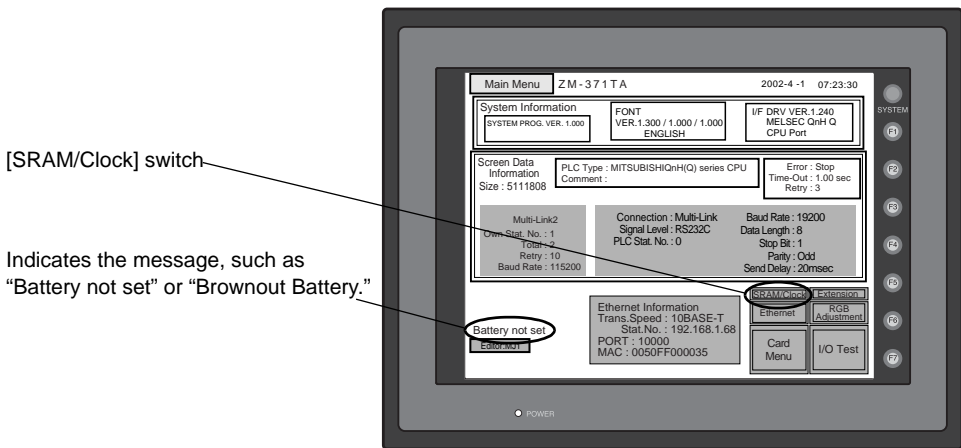 [SRAM/Clock] switch
Indicates the message, such as
“Battery not set” or “Brownout Battery.”
Main Menu ZM-371TA 2002-4 -1 07:23:30
System Information
SYSTEM PROG. VER. 1.000
FONT
VER.1.300 / 1.000 / 1.000
ENGLISH
I/F DRV VER.1.240
MELSEC QnH Q
CPU Port
Screen Data
Information
Size : 5111808
PLC Type : MITSUBISHIQnH(Q) series CPU
Comment :
Error : Stop
Time-Out : 1.00 sec
Retry : 3
Multi-Link2
Own Stat. No. : 1
Total : 2
Retry : 10
Baud Rate : 115200
Connection : Multi-Link
Signal Level : RS232C
PLC Stat. No. : 0
Baud Rate : 19200
Data Length : 8
Stop Bit : 1
Parity : Odd
Send Delay : 20msec
Battery not set
Editor:MJ1
Ethernet Information
Trans.Speed : 10BASE-T
Stat.No. : 192.168.1.68
PORT : 10000
MAC : 0050FF000035
SRAM/Clock
Extension
Ethernet
RGB
Adjustment
Card
Menu
I/O Test
SYSTEM
F1
F2
F3
F4
F5
F6
F7
POWER